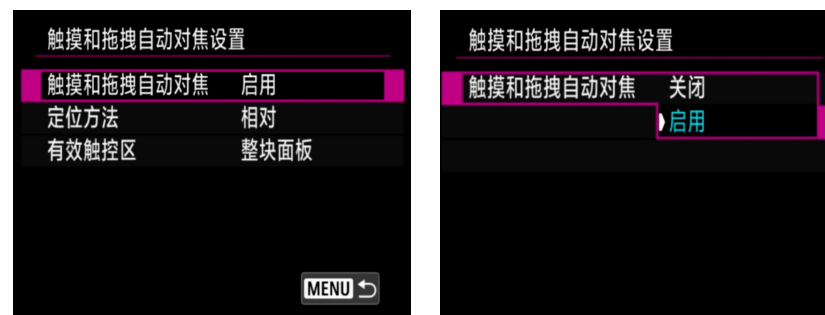 触摸和拖拽自动对焦设置
触摸和拖拽自动对焦 启用
定位方法 相对
有效触控区 整块面板
MENU
触摸和拖拽自动对焦设置
触摸和拖拽自动对焦 关闭
启用